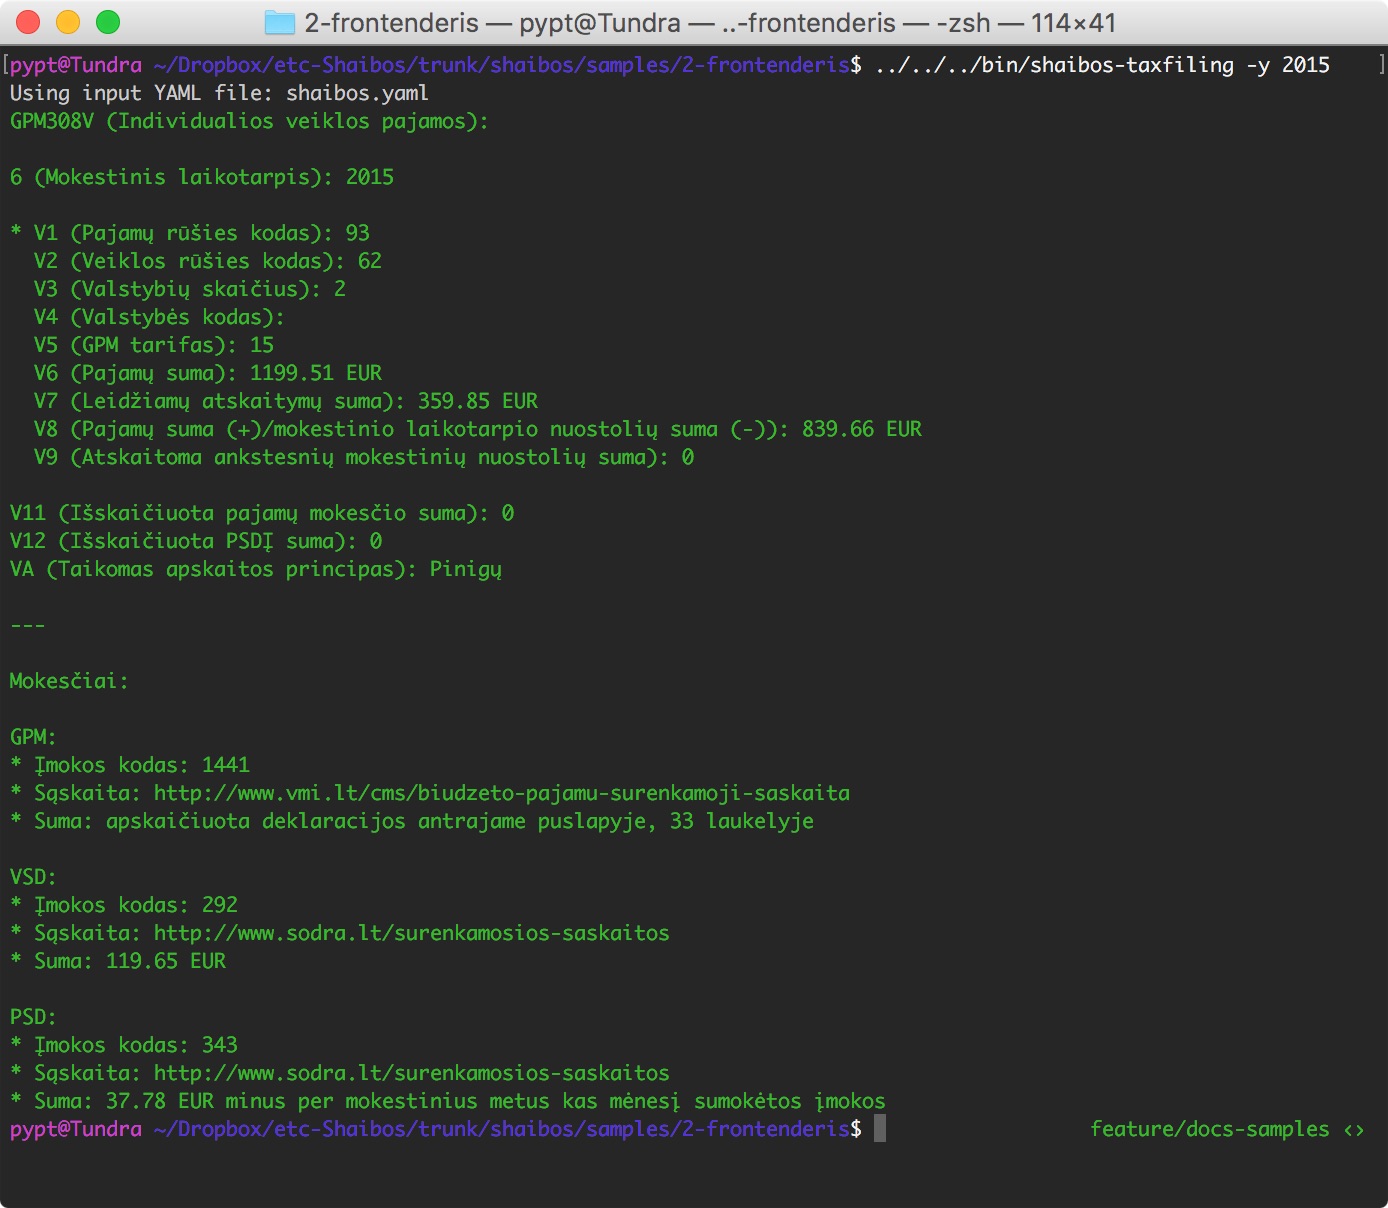 2-frontenderis — pypt@Tundra — ..-frontenderis — -zsh — 114×41
[pypt@Tundra ~/Dropbox/etc-Shaibos/trunk/shaibos/samples/2-frontenderis$ ../../../bin/shaibos-taxfiling -y 2015 ]
Using input YAML file: shaibos.yaml
GPM308V (Individualios veiklos pajamos):
6 (Mokestinis laikotarpis): 2015
* V1 (Pajamų rūšies kodas): 93
V2 (Veiklos rūšies kodas): 62
V3 (Valstybių skaičius): 2
V4 (Valstybės kodas):
V5 (GPM tarifas): 15
V6 (Pajamų suma): 1199.51 EUR
V7 (Leidžiamų atskaitymų suma): 359.85 EUR
V8 (Pajamų suma (+)/mokestinio laikotarpio nuostolių suma (-)): 839.66 EUR
V9 (Atskaitoma ankstesnių mokestinių nuostolių suma): 0
V11 (Išskaičiuota pajamų mokesčio suma): 0
V12 (Išskaičiuota PSDĮ suma): 0
VA (Taikomas apskaitos principas): Pinigų
---
Mokesčiai:
GPM:
* Įmokos kodas: 1441
* Sąskaita: http://www.vmi.lt/cms/biudzeto-pajamu-surenkamoji-saskaita
* Suma: apskaičiuota deklaracijos antrajame puslapyje, 33 laukelyje
VSD:
* Įmokos kodas: 292
* Sąskaita: http://www.sodra.lt/surenkamosios-saskaitos
* Suma: 119.65 EUR
PSD:
* Įmokos kodas: 343
* Sąskaita: http://www.sodra.lt/surenkamosios-saskaitos
* Suma: 37.78 EUR minus per mokestinius metus kas mėnesį sumokėtos įmokos
pypt@Tundra ~/Dropbox/etc-Shaibos/trunk/shaibos/samples/2-frontenderis$ feature/docs-samples <>